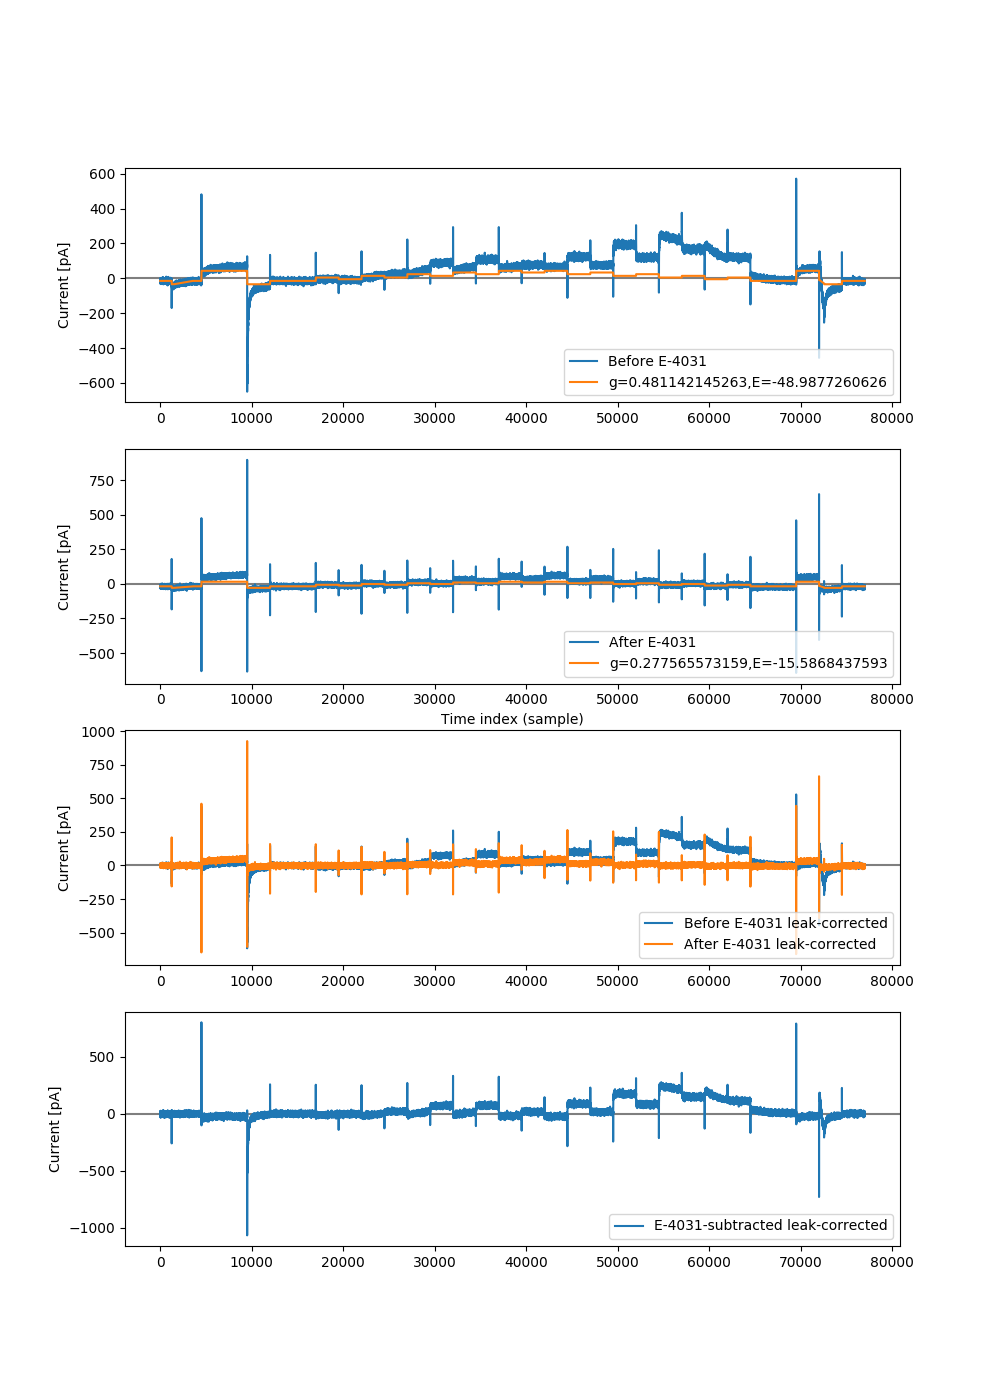 600
400
200
0
−200
−400
−600
Current [pA]
Before E-4031
g=0.481142145263,E=-48.9877260626
0 10000 20000 30000 40000 50000 60000 70000 80000
750
500
250
0
−250
−500
Current [pA]
After E-4031
g=0.277565573159,E=-15.5868437593
0 10000 20000 30000 40000 50000 60000 70000 80000
Time index (sample)
1000
750
500
250
0
−250
−500
Current [pA]
Before E-4031 leak-corrected
After E-4031 leak-corrected
0 10000 20000 30000 40000 50000 60000 70000 80000
500
0
−500
−1000
Current [pA]
E-4031-subtracted leak-corrected
0 10000 20000 30000 40000 50000 60000 70000 80000